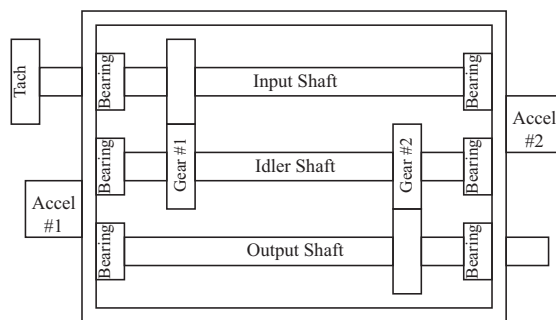 Tach
Bearing
Input Shaft
Bearing
Accel
#2
Bearing
Gear #1
Idler Shaft
Gear #2
Bearing
Accel
#1
Bearing
Output Shaft
Bearing